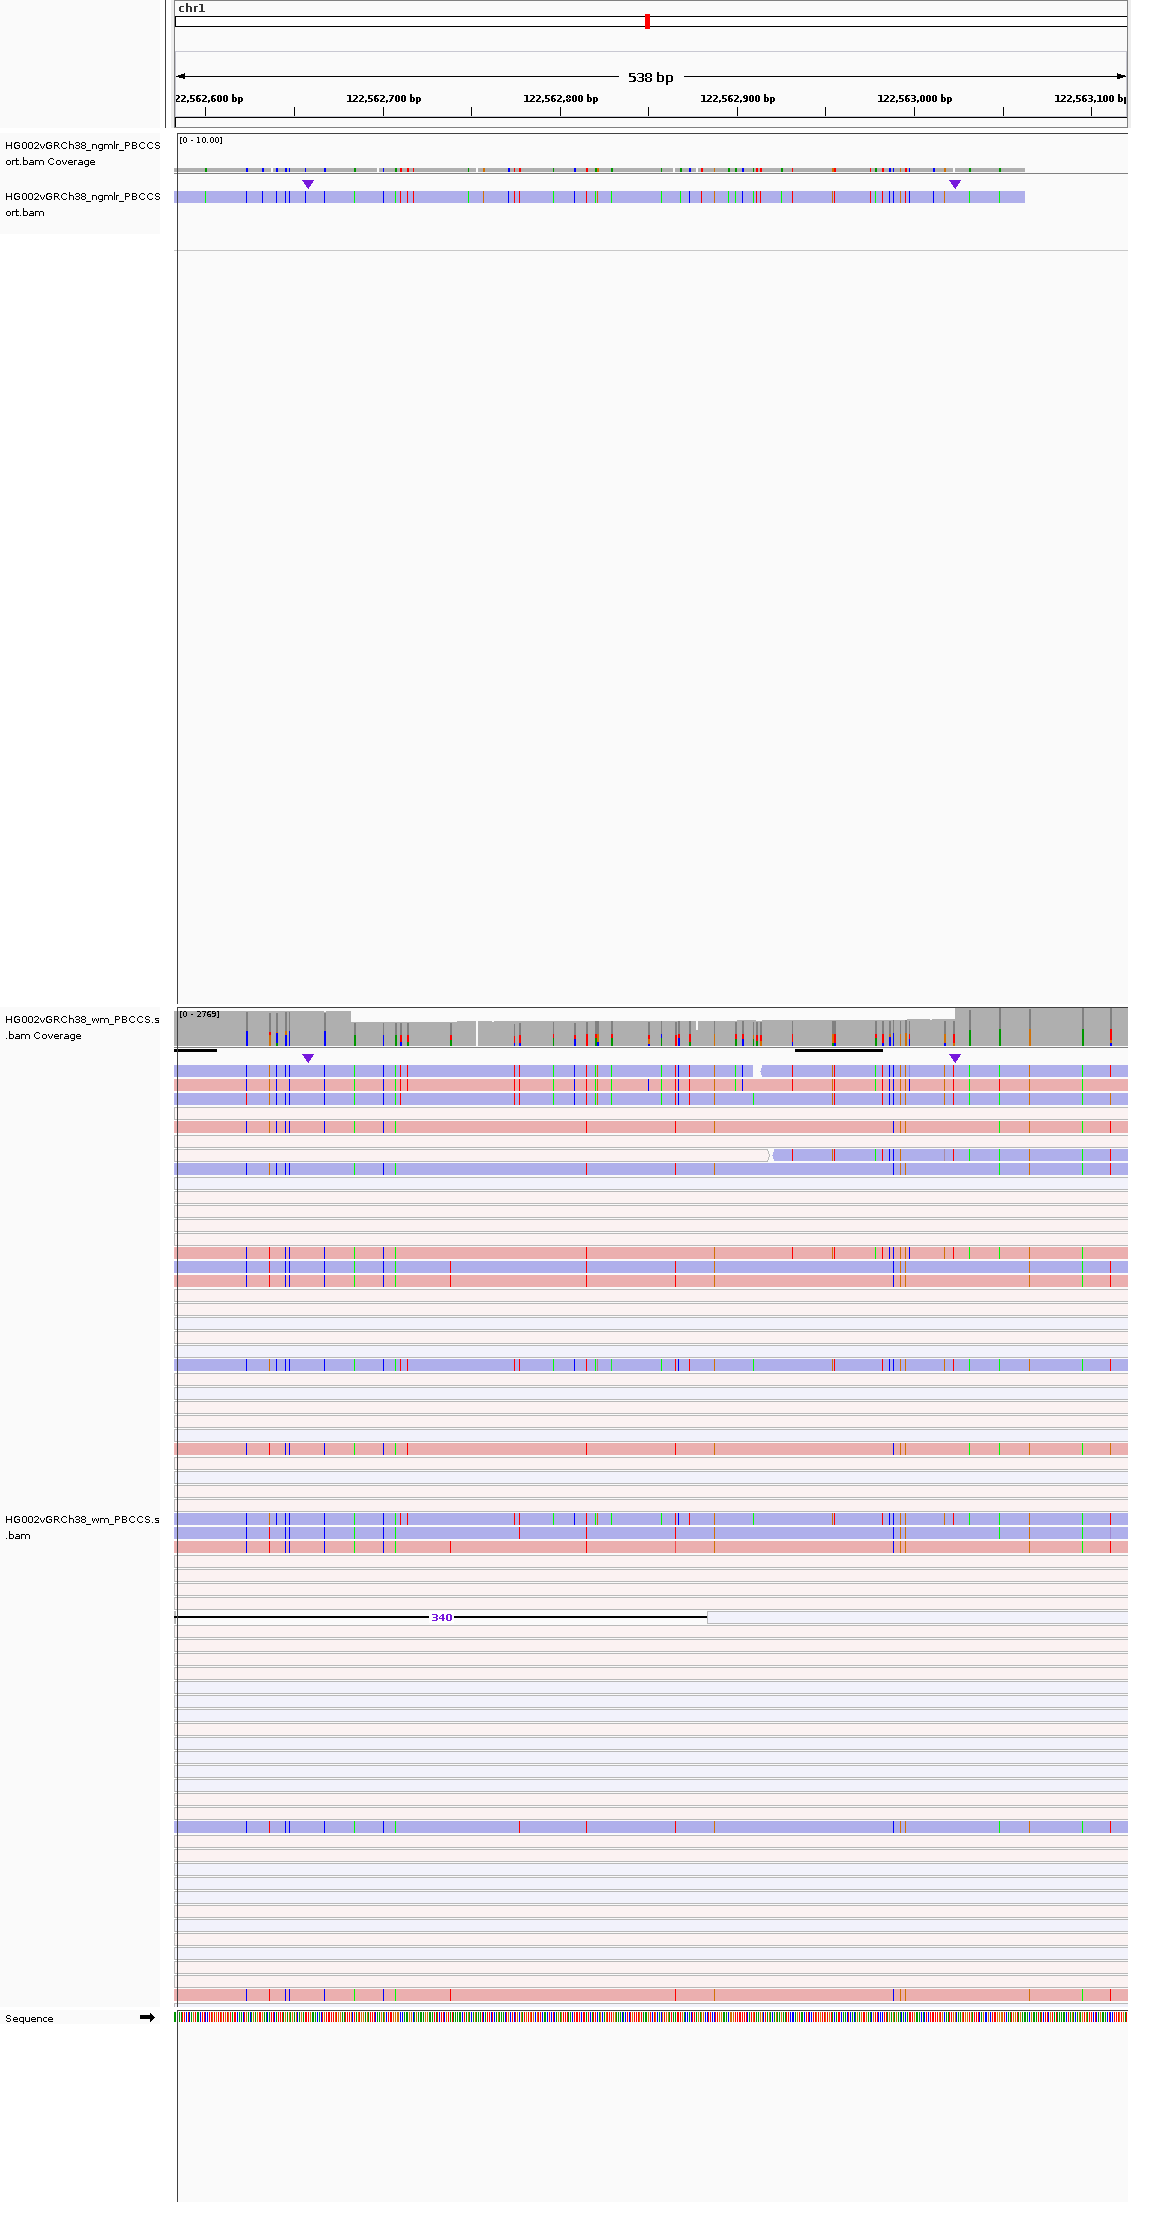 chr1
538 bp
22,562,600 bp 122,562,700 bp 122,562,800 bp 122,562,900 bp 122,563,000 bp 122,563,100 bp
HG002vGRCh38_ngmlr_PBCCS
ort.bam Coverage
[0 - 10.00]
HG002vGRCh38_ngmlr_PBCCS
ort.bam
HG002vGRCh38_wm_PBCCS.s
.bam Coverage
[0 - 2769]
HG002vGRCh38_wm_PBCCS.s
.bam
340
Sequence